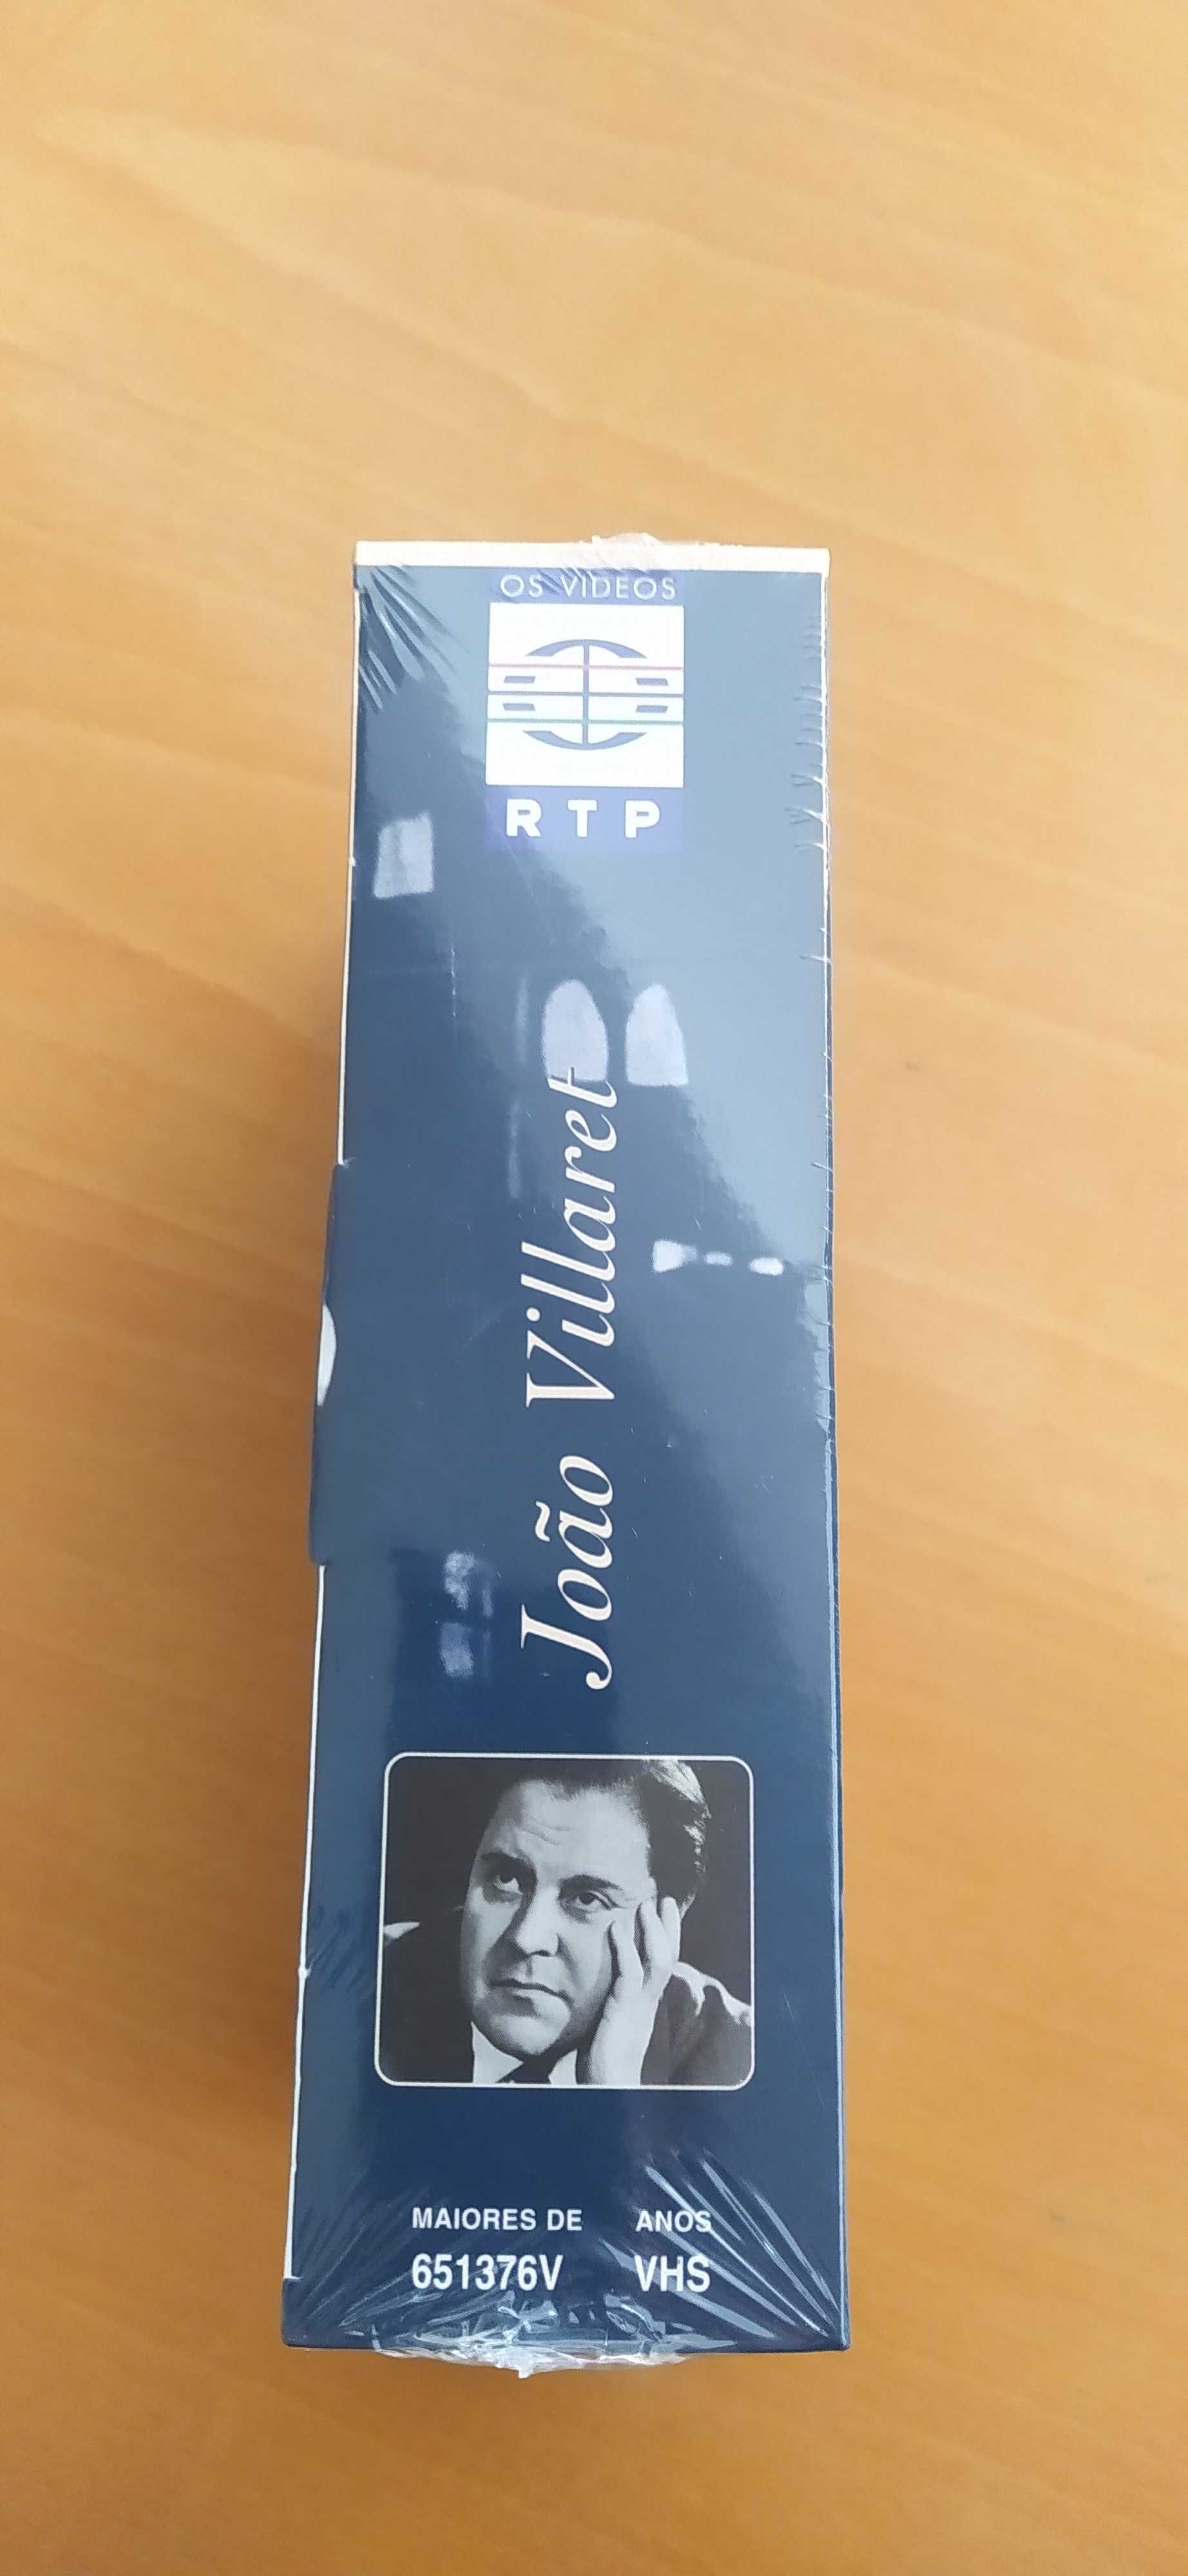 OS VIDEOS
RTP
João Villaret
MAIORES DE ANOS
651376V VHS